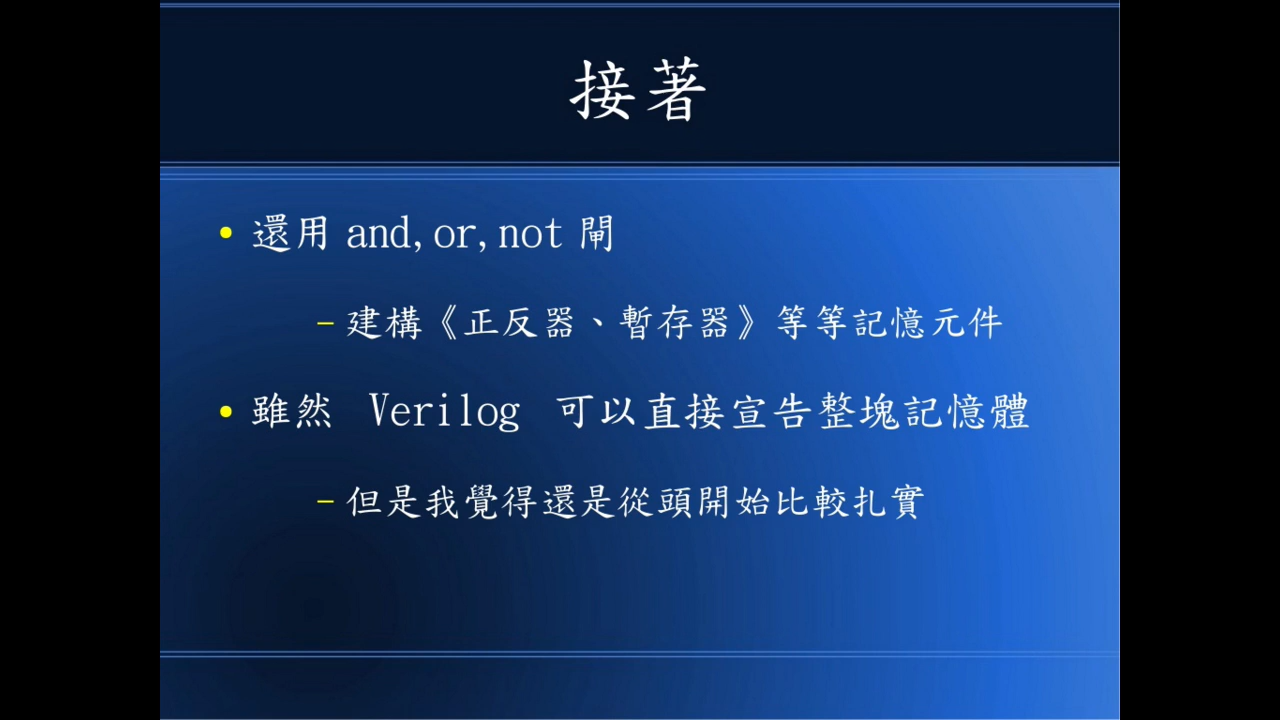 接著
還用 and,or,not 閘
–建構《正反器、暫存器》等等記憶元件
雖然 Verilog 可以直接宣告整塊記憶體
–但是我覺得還是從頭開始比較扎實